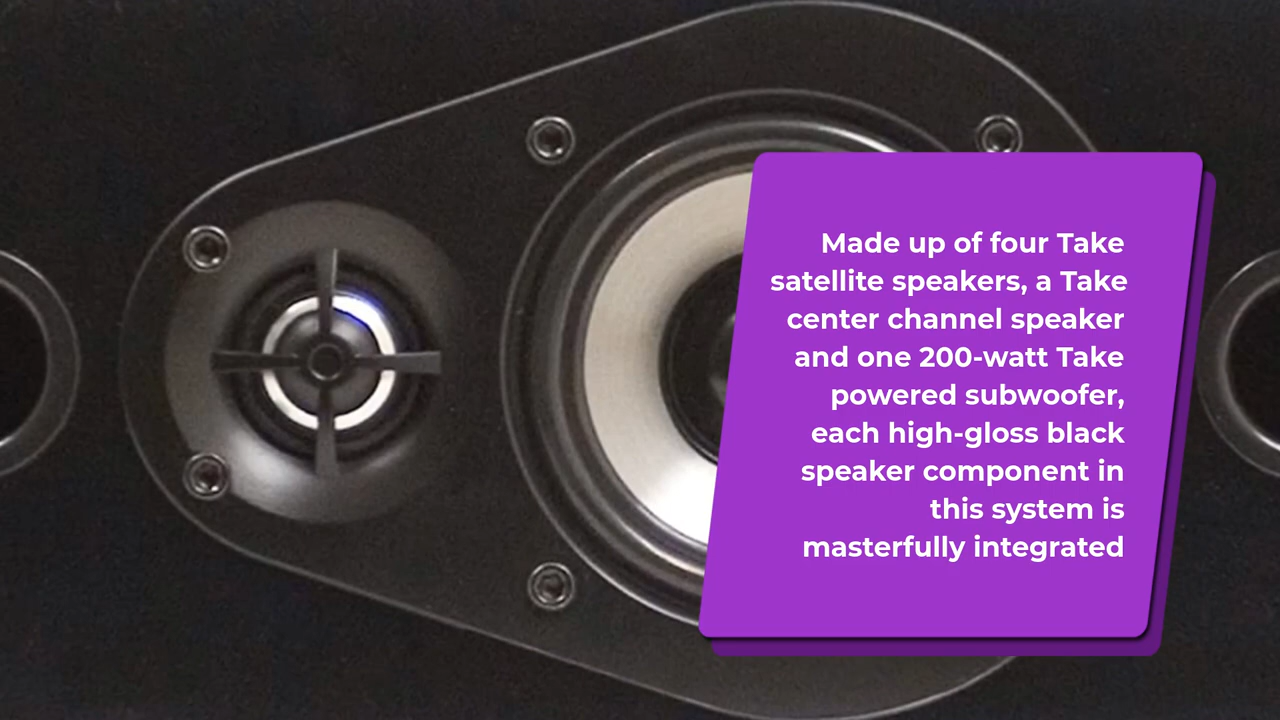 Made up of four Take
satellite speakers, a Take
center channel speaker
and one 200-watt Take
powered subwoofer,
each high-gloss black
speaker component in
this system is
masterfully integrated